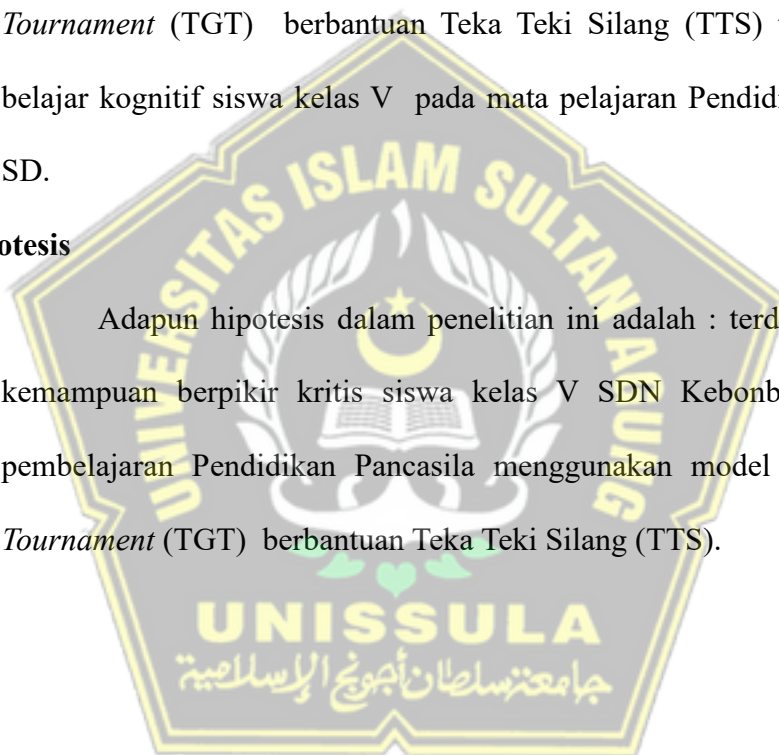 Tournament (TGT) berbantuan Teka Teki Silang (TTS)
belajar kognitif siswa kelas V pada mata pelajaran Pendidi
SD.
otesis
Adapun hipotesis dalam penelitian ini adalah : terd
kemampuan berpikir kritis siswa kelas V SDN Kebonb
pembelajaran Pendidikan Pancasila menggunakan model
Tournament (TGT) berbantuan Teka Teki Silang (TTS).
UNIVERSITAS ISLAM SULTAN AGUNG
UNISSULA
جامعة سلطان أجونج الإسلامية